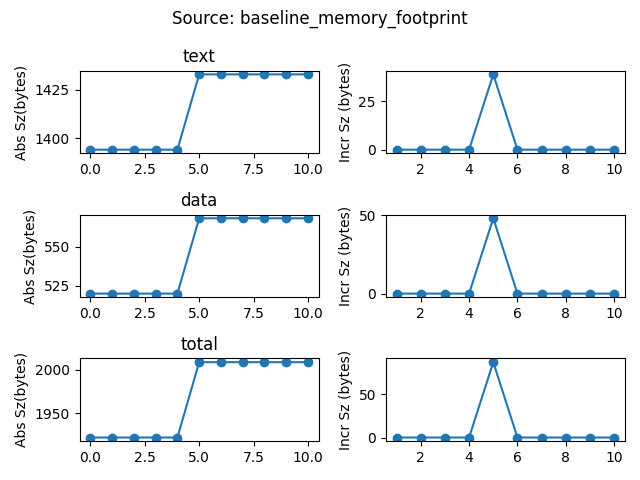 Source: baseline_memory_footprint
text
Abs Sz(bytes)
1425
1400
0.0 2.5 5.0 7.5 10.0
Incr Sz (bytes)
25
0
2 4 6 8 10
data
Abs Sz(bytes)
550
525
0.0 2.5 5.0 7.5 10.0
Incr Sz (bytes)
50
0
2 4 6 8 10
total
Abs Sz(bytes)
2000
1950
0.0 2.5 5.0 7.5 10.0
Incr Sz (bytes)
50
0
2 4 6 8 10